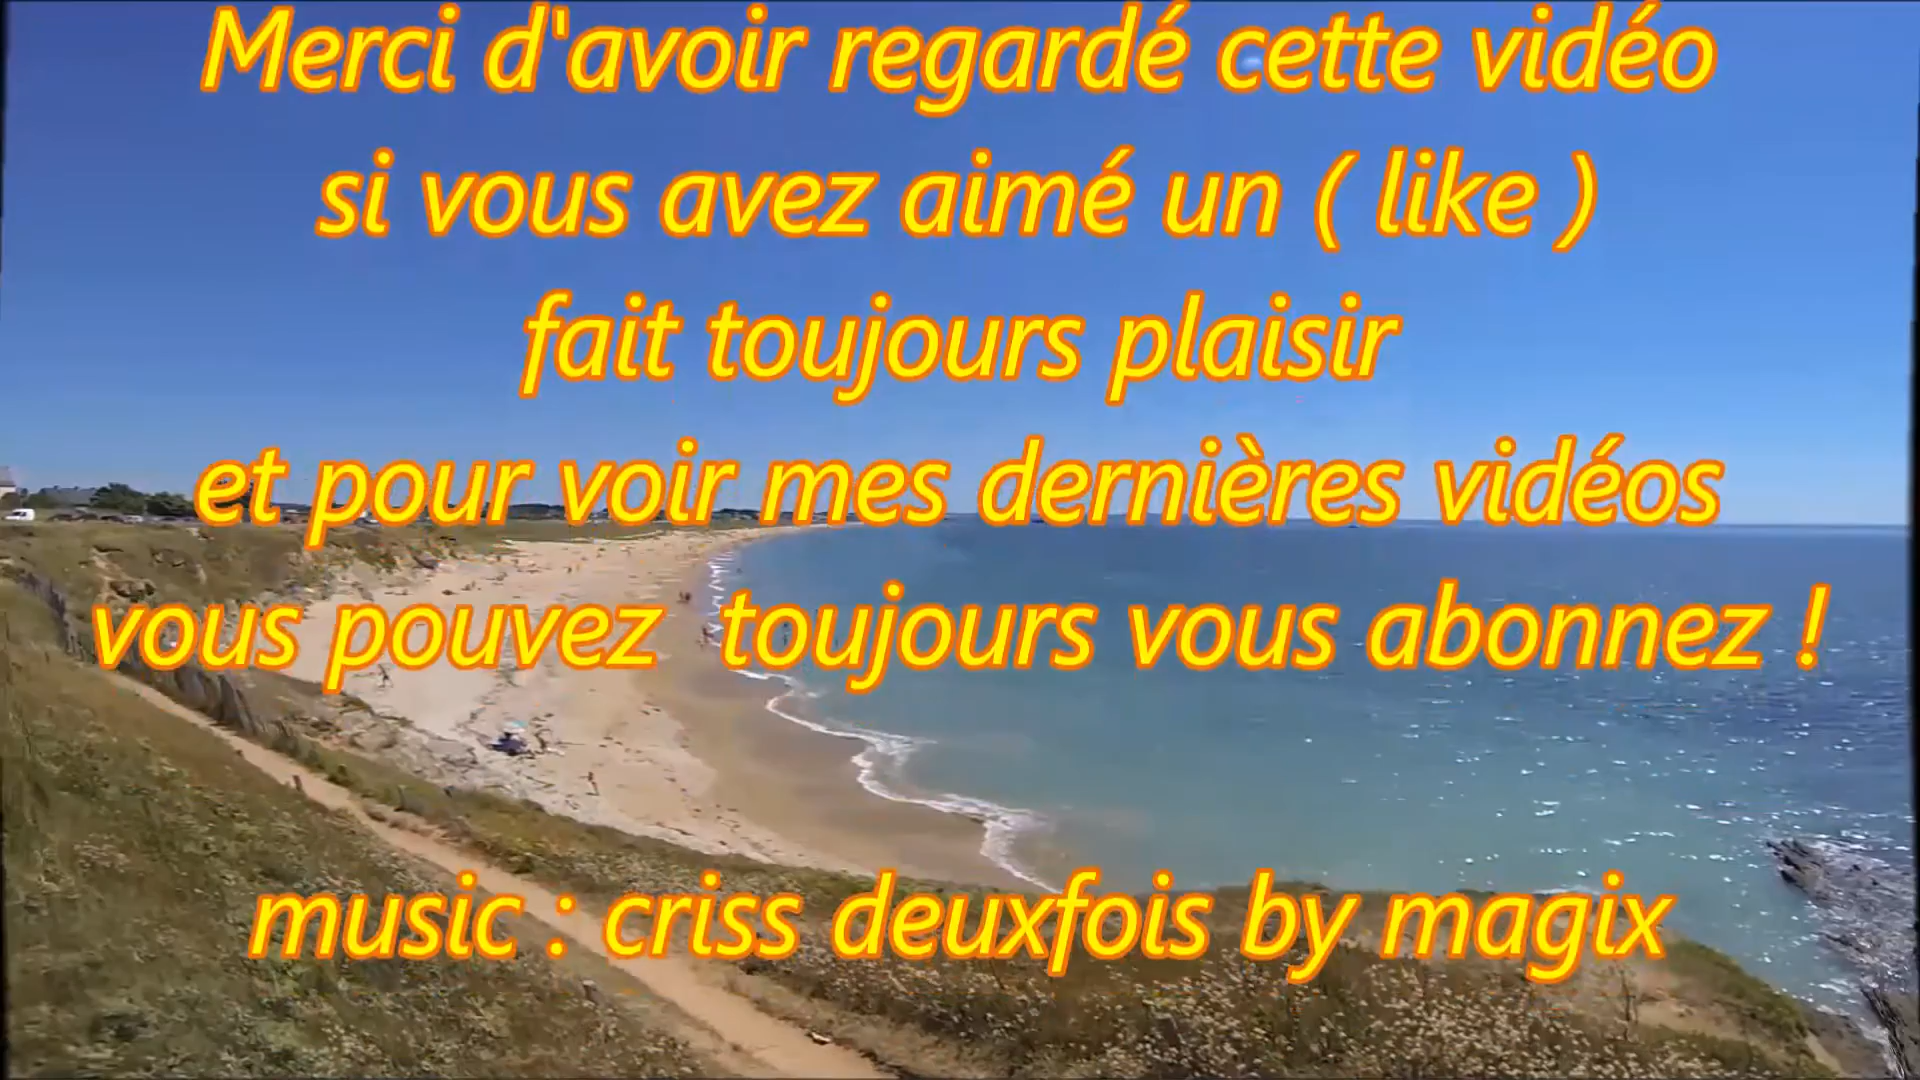 Merci d'avoir regardé cette vidéo
si vous avez aimé un ( like )
fait toujours plaisir
et pour voir mes dernières vidéos
vous pouvez  toujours vous abonnez !
music : criss deuxfois by magix